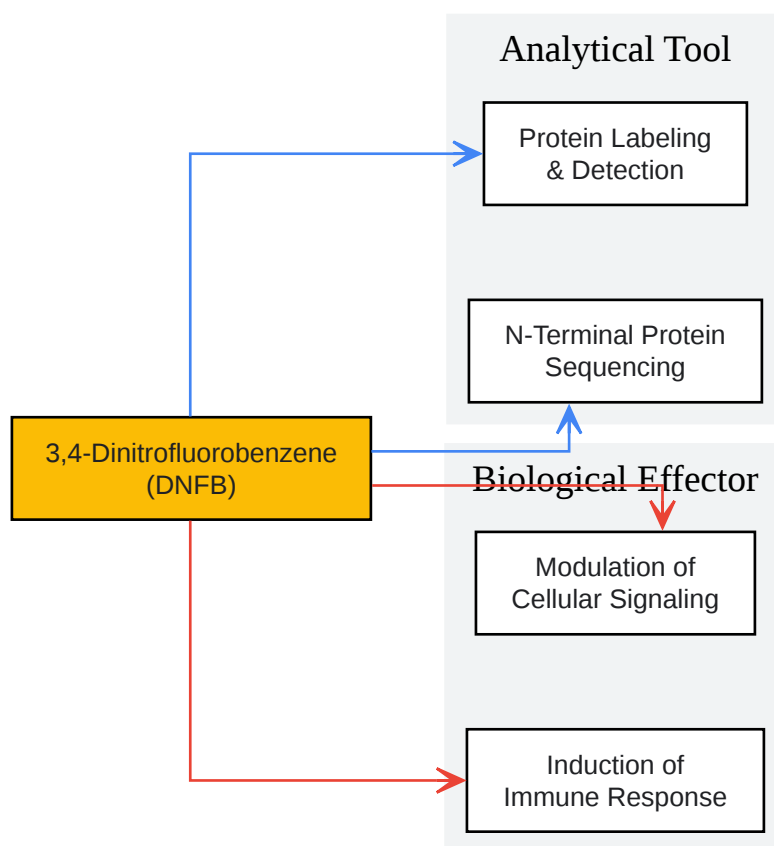 Analytical Tool
Protein Labeling
& Detection
N-Terminal Protein
Sequencing
3,4-Dinitrofluorobenzene
(DNFB)
Biological Effector
Modulation of
Cellular Signaling
Induction of
Immune Response